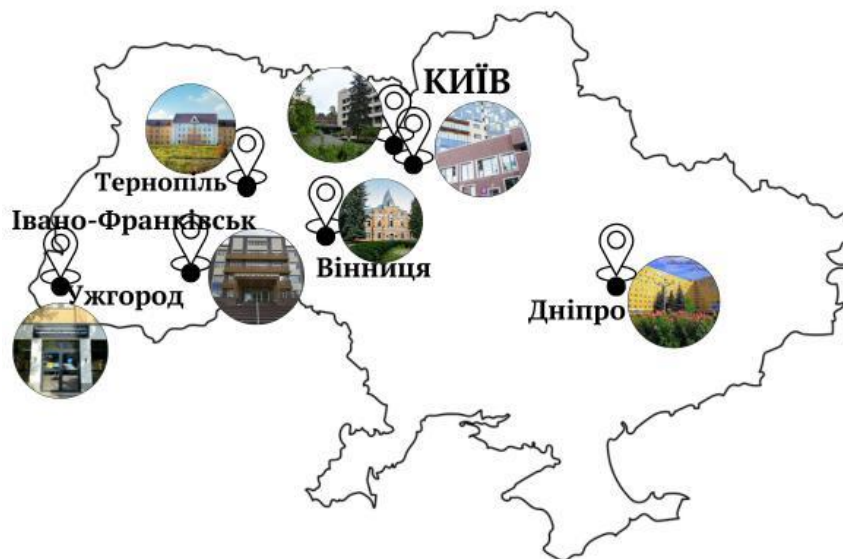 КИЇВ
Тернопіль
Івано-Франківськ
Вінниця
Ужгород
Дніпро